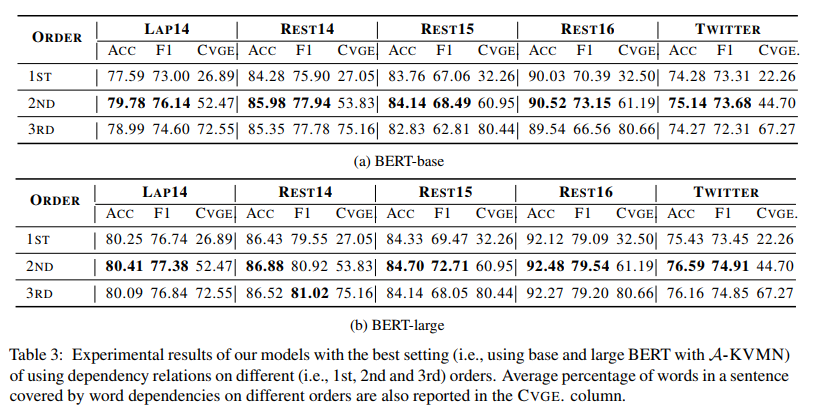 ORDER LAP14 REST14 REST15 REST16 TWITTER
ACC F1 CVGE. ACC F1 CVGE. ACC F1 CVGE. ACC F1 CVGE. ACC F1 CVGE.
1ST 77.59 73.00 26.89 84.28 75.90 27.05 83.76 67.06 32.26 90.03 70.39 32.50 74.28 73.31 22.26
2ND 79.78 76.14 52.47 85.98 77.94 53.83 84.14 68.49 60.95 90.52 73.15 61.19 75.14 73.68 44.70
3RD 78.99 74.60 72.55 85.35 77.78 75.16 82.83 62.81 80.44 89.54 66.56 80.66 74.27 72.31 67.27
(a) BERT-base
ORDER LAP14 REST14 REST15 REST16 TWITTER
ACC F1 CVGE. ACC F1 CVGE. ACC F1 CVGE. ACC F1 CVGE. ACC F1 CVGE.
1ST 80.25 76.74 26.89 86.43 79.55 27.05 84.33 69.47 32.26 92.12 79.09 32.50 75.43 73.45 22.26
2ND 80.41 77.38 52.47 86.88 80.92 53.83 84.70 72.71 60.95 92.48 79.54 61.19 76.59 74.91 44.70
3RD 80.09 76.84 72.55 86.52 81.02 75.16 84.14 68.05 80.44 92.27 79.20 80.66 76.16 74.85 67.27
(b) BERT-large
Table 3: Experimental results of our models with the best setting (i.e., using base and large BERT with 𝒜-KVMN)
of using dependency relations on different (i.e., 1st, 2nd and 3rd) orders. Average percentage of words in a sentence
covered by word dependencies on different orders are also reported in the CVGE. column.